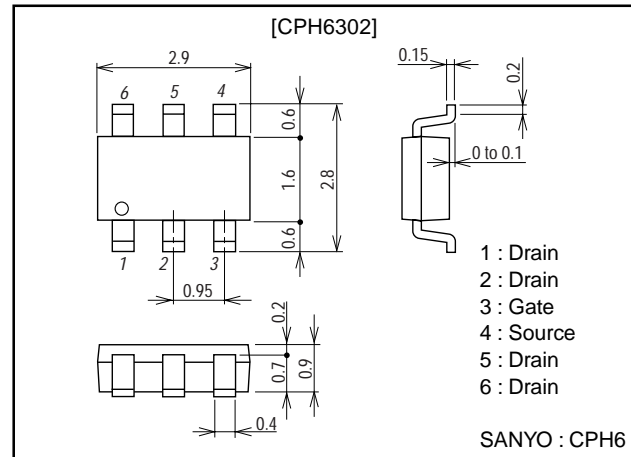 [CPH6302]
2.9
6 5 4
0.6
1.6
2.8
0.6
1 2 3
0.95
0.15
0.2
0 to 0.1
0.2
0.7
0.9
0.4
1 : Drain
2 : Drain
3 : Gate
4 : Source
5 : Drain
6 : Drain
SANYO : CPH6